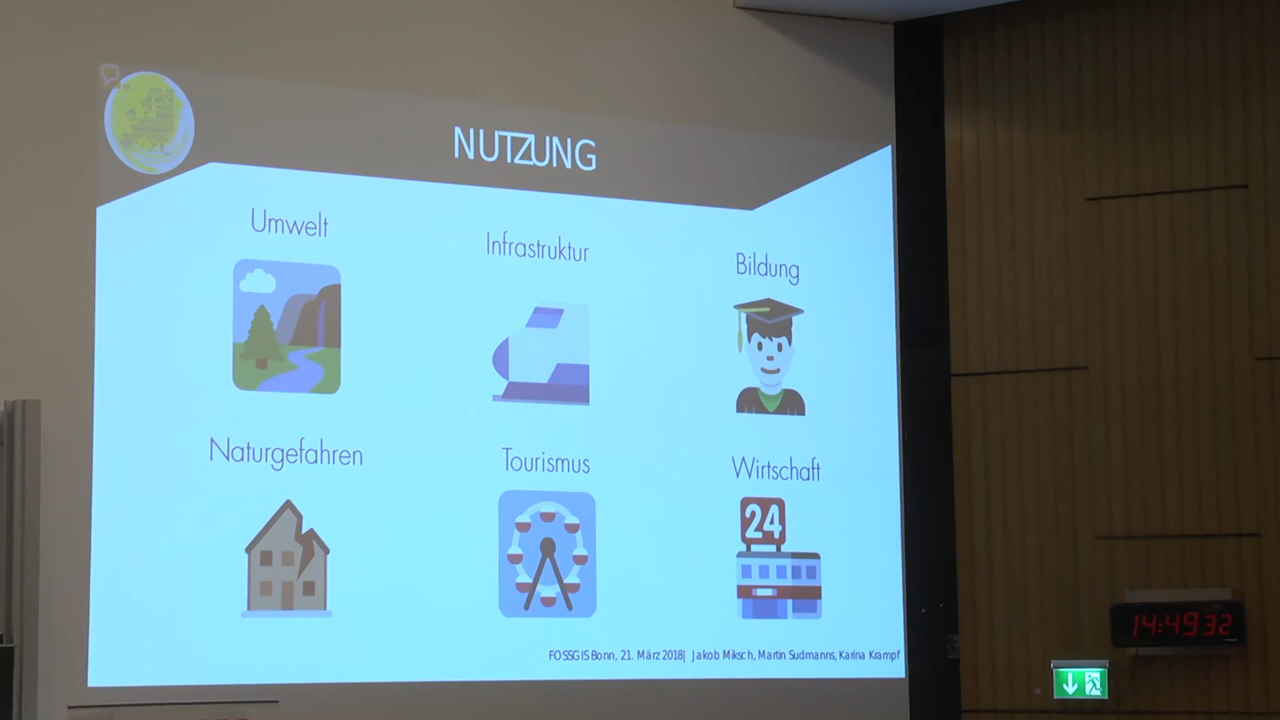 NUTZUNG
Umwelt
Infrastruktur
Bildung
Naturgefahren
Tourismus
Wirtschaft
24
FOSSGIS Bonn, 21. März 2018| Jakob Miksch, Martin Sudmanns, Karina Krampf
14:49 32